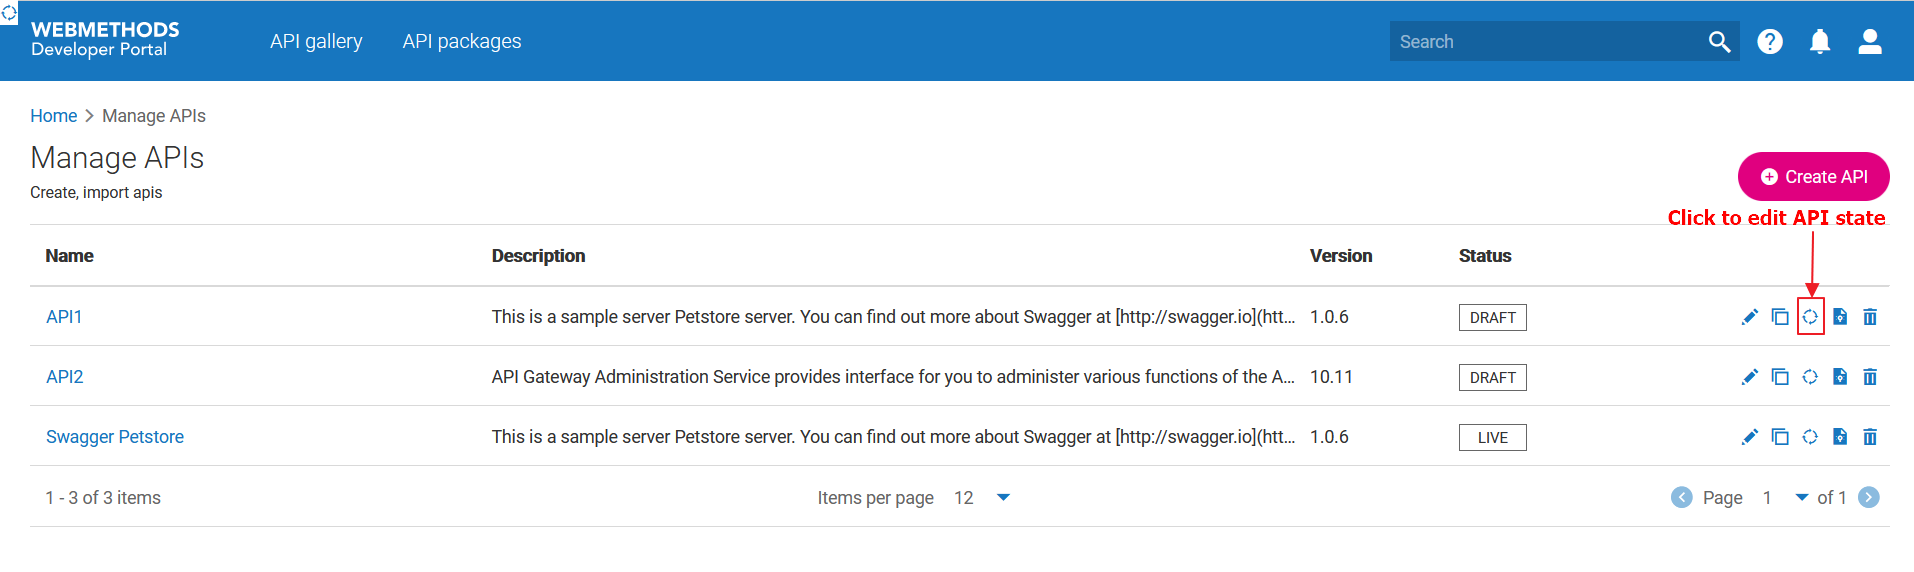 WEBMETHODS
Developer Portal
API gallery
API packages
Search
Home > Manage APIs
Manage APIs
Create, import apis
Create API
Click to edit API state
Name Description Version Status
API1 This is a sample server Petstore server. You can find out more about Swagger at [http://swagger.io](htt... 1.0.6 DRAFT
API2 API Gateway Administration Service provides interface for you to administer various functions of the A... 10.11 DRAFT
Swagger Petstore This is a sample server Petstore server. You can find out more about Swagger at [http://swagger.io](htt... 1.0.6 LIVE
1 - 3 of 3 items Items per page 12 Page 1 of 1